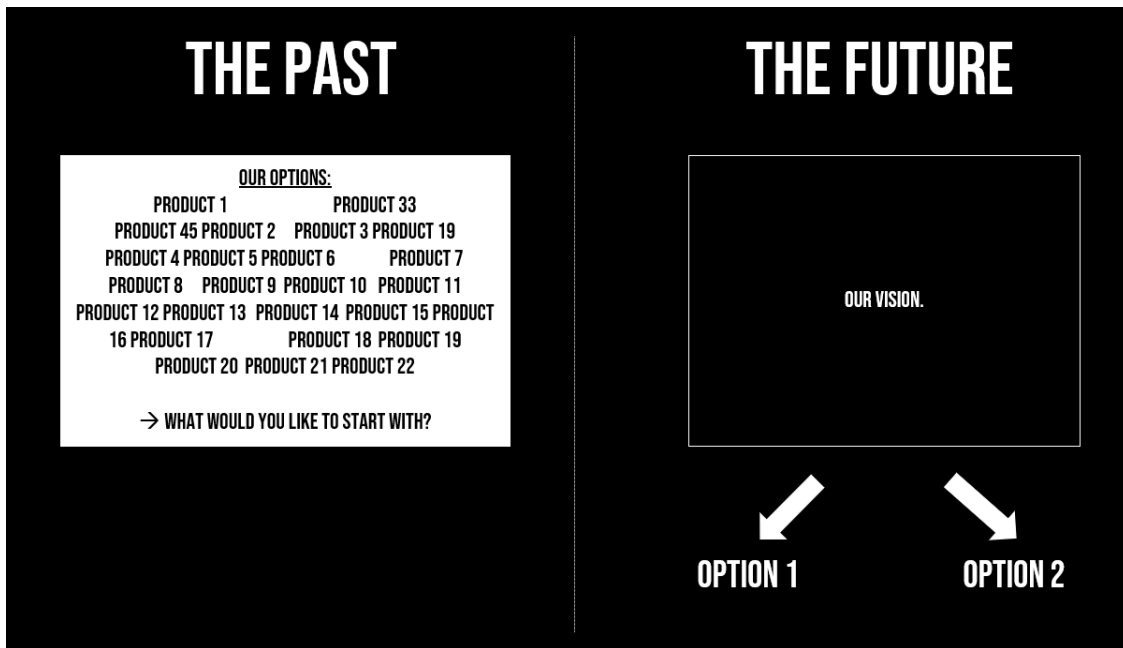 THE PAST
OUR OPTIONS:
PRODUCT 1 PRODUCT 33
PRODUCT 45 PRODUCT 2 PRODUCT 3 PRODUCT 19
PRODUCT 4 PRODUCT 5 PRODUCT 6 PRODUCT 7
PRODUCT 8 PRODUCT 9 PRODUCT 10 PRODUCT 11
PRODUCT 12 PRODUCT 13 PRODUCT 14 PRODUCT 15 PRODUCT
16 PRODUCT 17 PRODUCT 18 PRODUCT 19
PRODUCT 20 PRODUCT 21 PRODUCT 22
→ WHAT WOULD YOU LIKE TO START WITH?
THE FUTURE
OUR VISION.
OPTION 1
OPTION 2